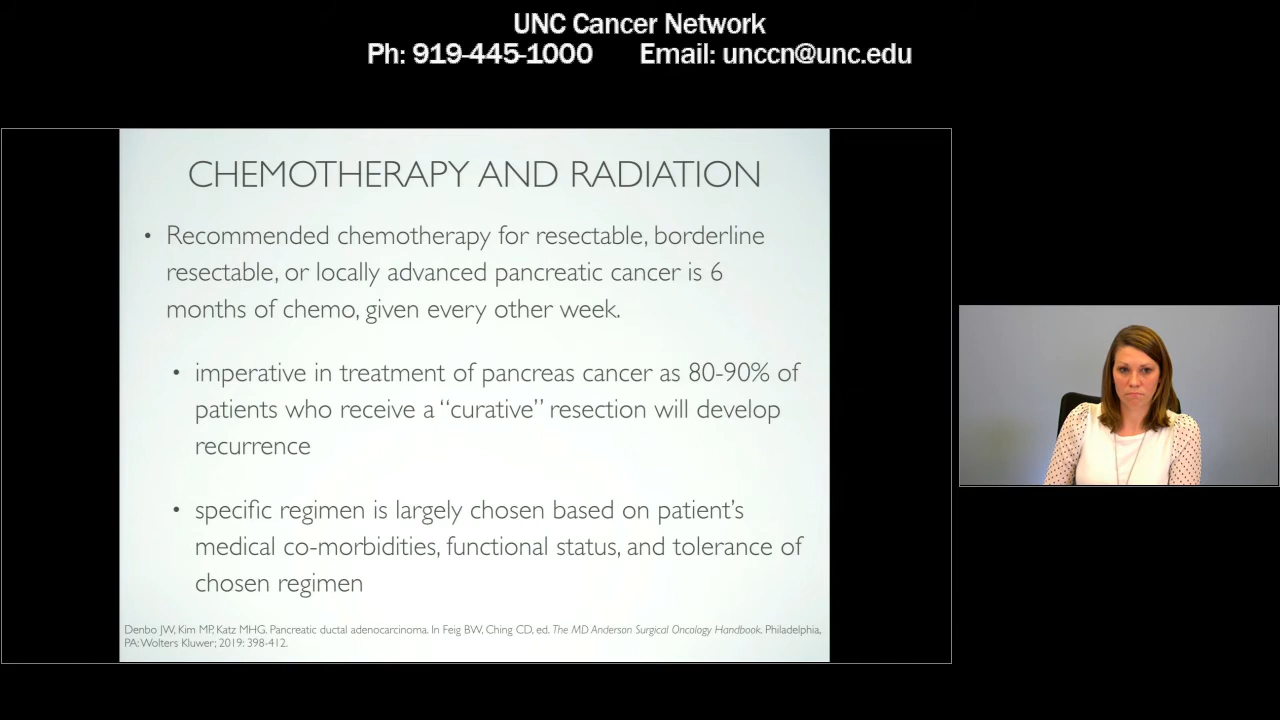 UNC Cancer Network
Ph: 919-445-1000 Email: unccn@unc.edu
CHEMOTHERAPY AND RADIATION
• Recommended chemotherapy for resectable, borderline
resectable, or locally advanced pancreatic cancer is 6
months of chemo, given every other week.
• imperative in treatment of pancreas cancer as 80-90% of
patients who receive a “curative” resection will develop
recurrence
• specific regimen is largely chosen based on patient’s
medical co-morbidities, functional status, and tolerance of
chosen regimen
Denbo JW, Kim MP, Katz MHG. Pancreatic ductal adenocarcinoma. In Feig BW, Ching CD, ed. The MD Anderson Surgical Oncology Handbook. Philadelphia,
PA: Wolters Kluwer; 2019: 398-412.